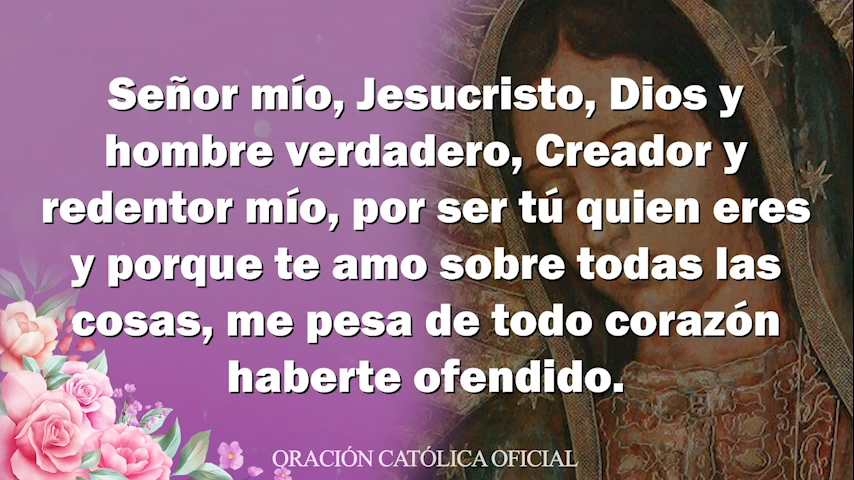 Señor mío, Jesucristo, Dios y
hombre verdadero, Creador y
redentor mío, por ser tú quien eres
y porque te amo sobre todas las
cosas, me pesa de todo corazón
haberte ofendido.
ORACIÓN CATÓLICA OFICIAL